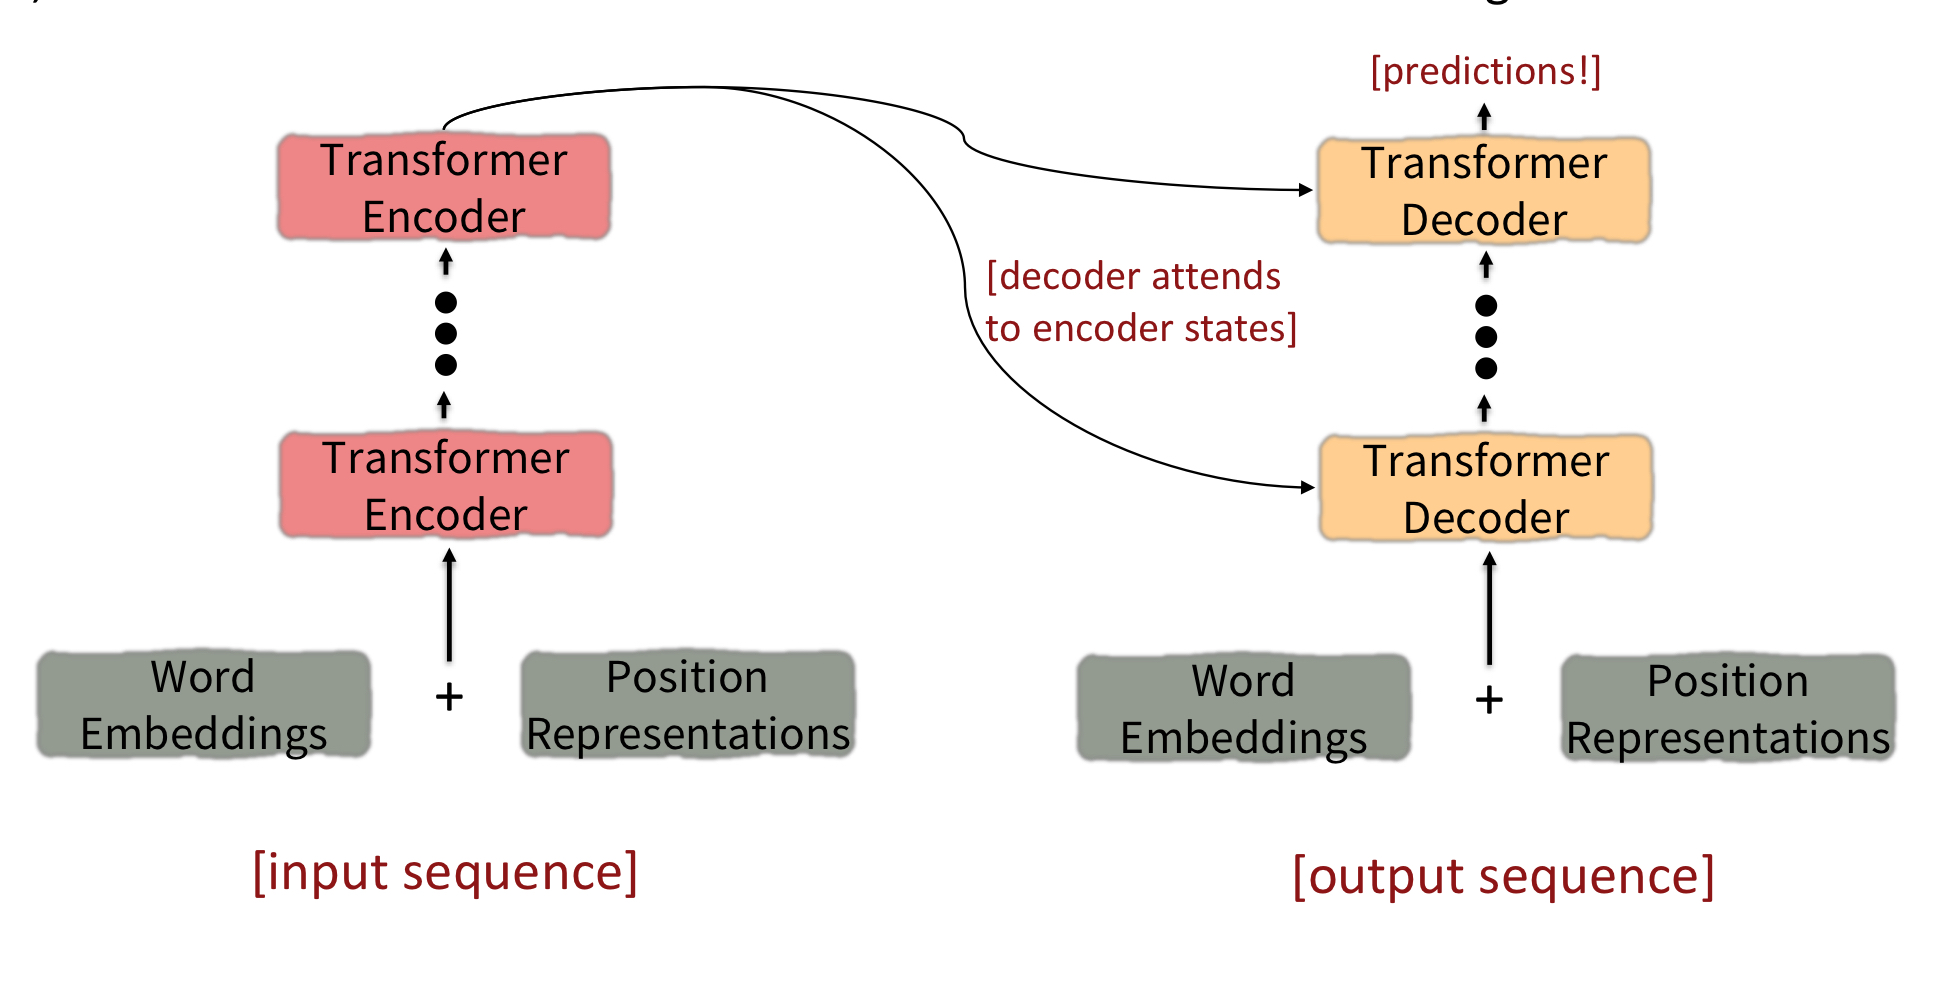 [predictions!]
Transformer
Encoder
Transformer
Decoder
[decoder attends
to encoder states]
Transformer
Encoder
Transformer
Decoder
Word
Embeddings
+
Position
Representations
Word
Embeddings
+
Position
Representations
[input sequence]
[output sequence]